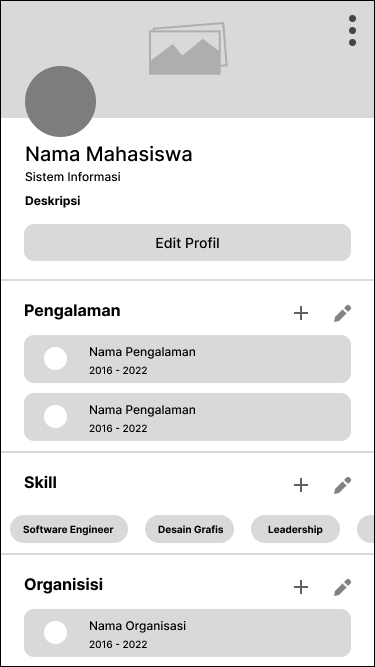 Nama Mahasiswa
Sistem Informasi
Deskripsi
Edit Profil
Pengalaman
Nama Pengalaman
2016 - 2022
Nama Pengalaman
2016 - 2022
Skill
Software Engineer
Desain Grafis
Leadership
Organisisi
Nama Organisasi
2016 - 2022